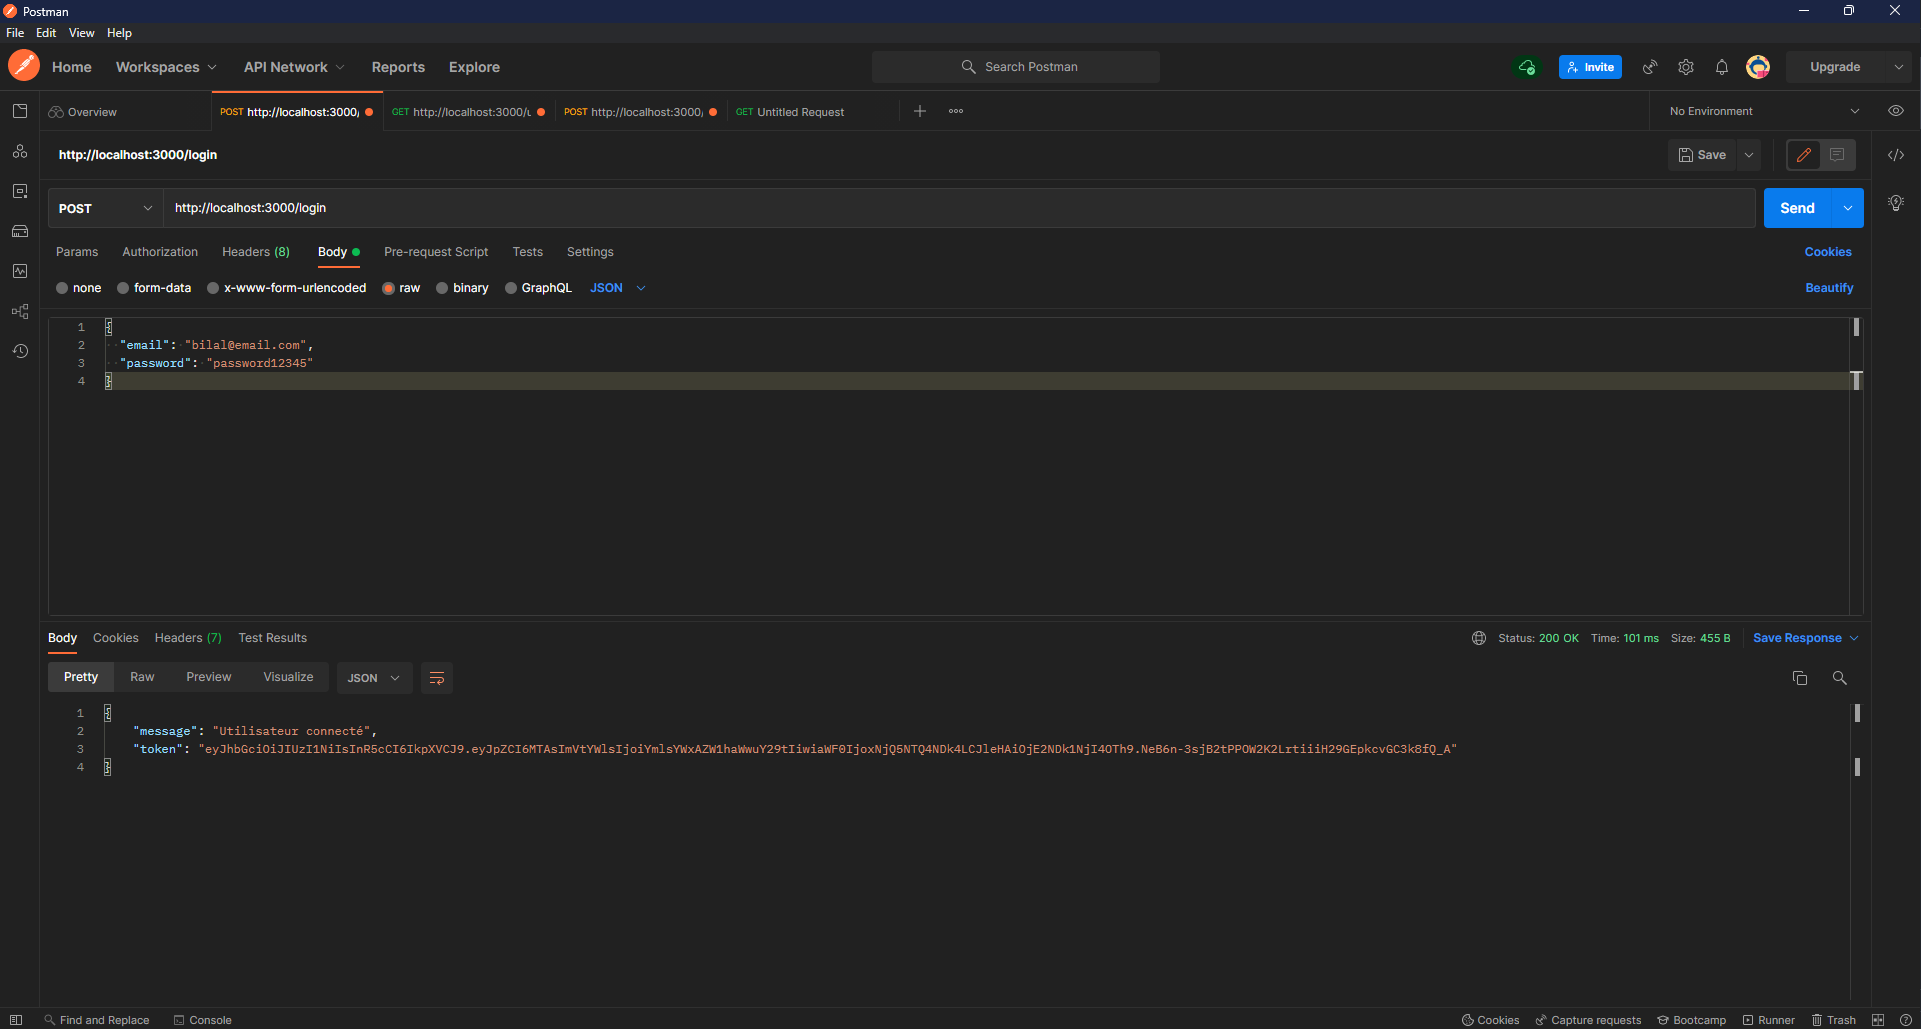 Postman
File Edit View Help
Home Workspaces API Network Reports Explore Search Postman Invite Upgrade
Overview POST http://localhost:3000/ GET http://localhost:3000/u POST http://localhost:3000/ GET Untitled Request No Environment
http://localhost:3000/login Save
POST http://localhost:3000/login Send
Params Authorization Headers (8) Body Pre-request Script Tests Settings Cookies
none form-data x-www-form-urlencoded raw binary GraphQL JSON Beautify
1 {
2 "email": "bilal@email.com",
3 "password": "password12345"
4 }
Body Cookies Headers (7) Test Results Status: 200 OK Time: 101 ms Size: 455 B Save Response
Pretty Raw Preview Visualize JSON
1 {
2 "message": "Utilisateur connecté",
3 "token": "eyJhbGciOiJIUzI1NiIsInR5cCI6IkpXVCJ9.eyJpZCI6MTAsImVtYWlsIjoiYmlsYWxAZW1haWwuY29tIiwiaWF0IjoxNjQ5NTQ4NDk4LCJleHAiOjE2NDk1NjI4OTh9.NeB6n-3sjB2tPPOW2K2LrtiiiH29GEpkcvGC3k8fQ_A"
4 }
Find and Replace Console Cookies Capture requests Bootcamp Runner Trash